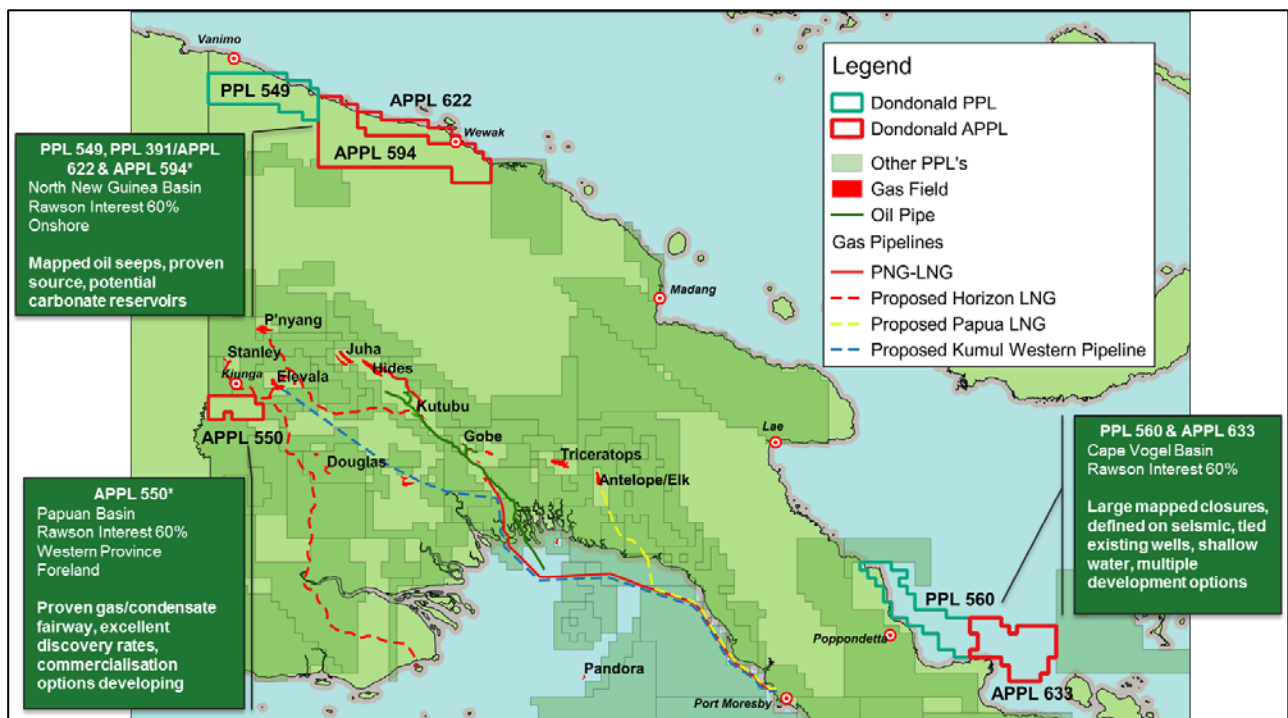 Vanimo
PPL 549
APPL 622
Wewak
APPL 594
PPL 549, PPL 391/APPL
622 & APPL 594*
North New Guinea Basin
Rawson Interest 60%
Onshore
Mapped oil seeps, proven
source, potential
carbonate reservoirs
Legend
Dondonald PPL
Dondonald APPL
Other PPL's
Gas Field
Oil Pipe
Gas Pipelines
PNG-LNG
Proposed Horizon LNG
Proposed Papua LNG
Proposed Kumul Western Pipeline
Madang
P'nyang
Stanley
Kiunga
Elevala
Juha
Hides
Kutubu
APPL 550
Gobe
Douglas
Triceratops
Antelope/Elk
Lae
APPL 550*
Papuan Basin
Rawson Interest 60%
Western Province
Foreland
Proven gas/condensate
fairway, excellent
discovery rates,
commercialisation
options developing
PPL 560 & APPL 633
Cape Vogel Basin
Rawson Interest 60%
Large mapped closures,
defined on seismic, tied
existing wells, shallow
water, multiple
development options
PPL 560
Poppondetta
APPL 633
Pandora
Port Moresby